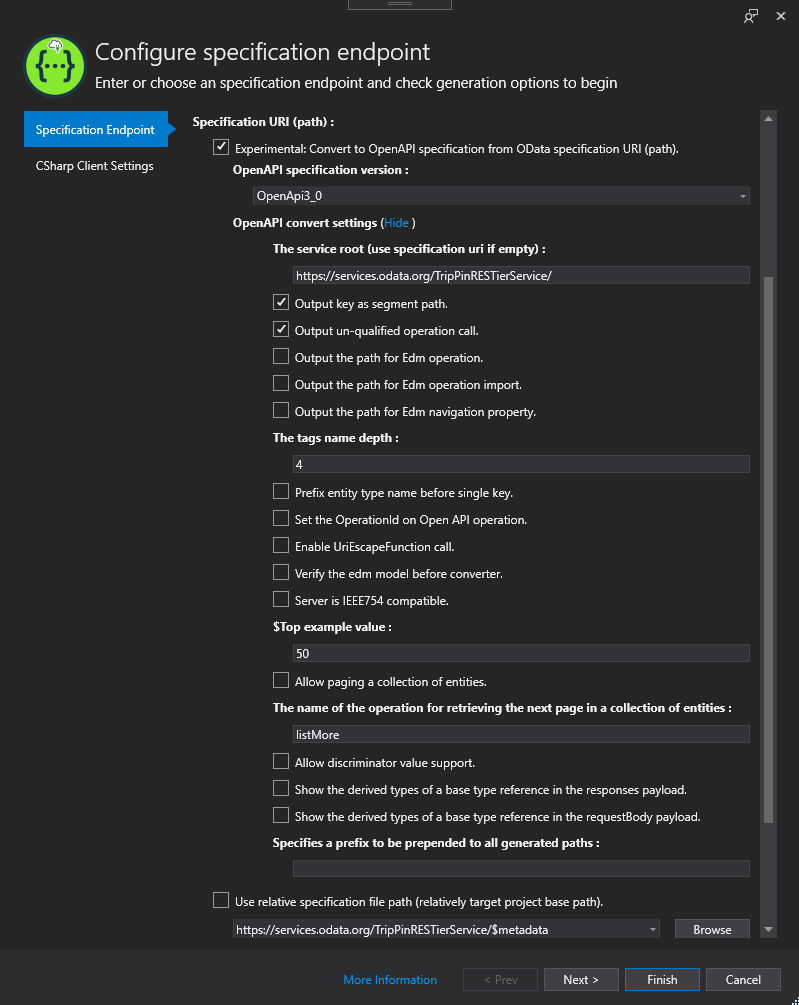 Configure specification endpoint
Enter or choose an specification endpoint and check generation options to begin
Specification Endpoint
CSharp Client Settings
Specification URI (path) :
Experimental: Convert to OpenAPI specification from OData specification URI (path).
OpenAPI specification version :
OpenApi3_0
OpenAPI convert settings (Hide )
The service root (use specification uri if empty) :
https://services.odata.org/TripPinRESTierService/
Output key as segment path.
Output un-qualified operation call.
Output the path for Edm operation.
Output the path for Edm operation import.
Output the path for Edm navigation property.
The tags name depth :
4
Prefix entity type name before single key.
Set the OperationId on Open API operation.
Enable UriEscapeFunction call.
Verify the edm model before converter.
Server is IEEE754 compatible.
$Top example value :
50
Allow paging a collection of entities.
The name of the operation for retrieving the next page in a collection of entities :
listMore
Allow discriminator value support.
Show the derived types of a base type reference in the responses payload.
Show the derived types of a base type reference in the requestBody payload.
Specifies a prefix to be prepended to all generated paths :
Use relative specification file path (relatively target project base path).
https://services.odata.org/TripPinRESTierService/$metadata
Browse
More Information
< Prev
Next >
Finish
Cancel